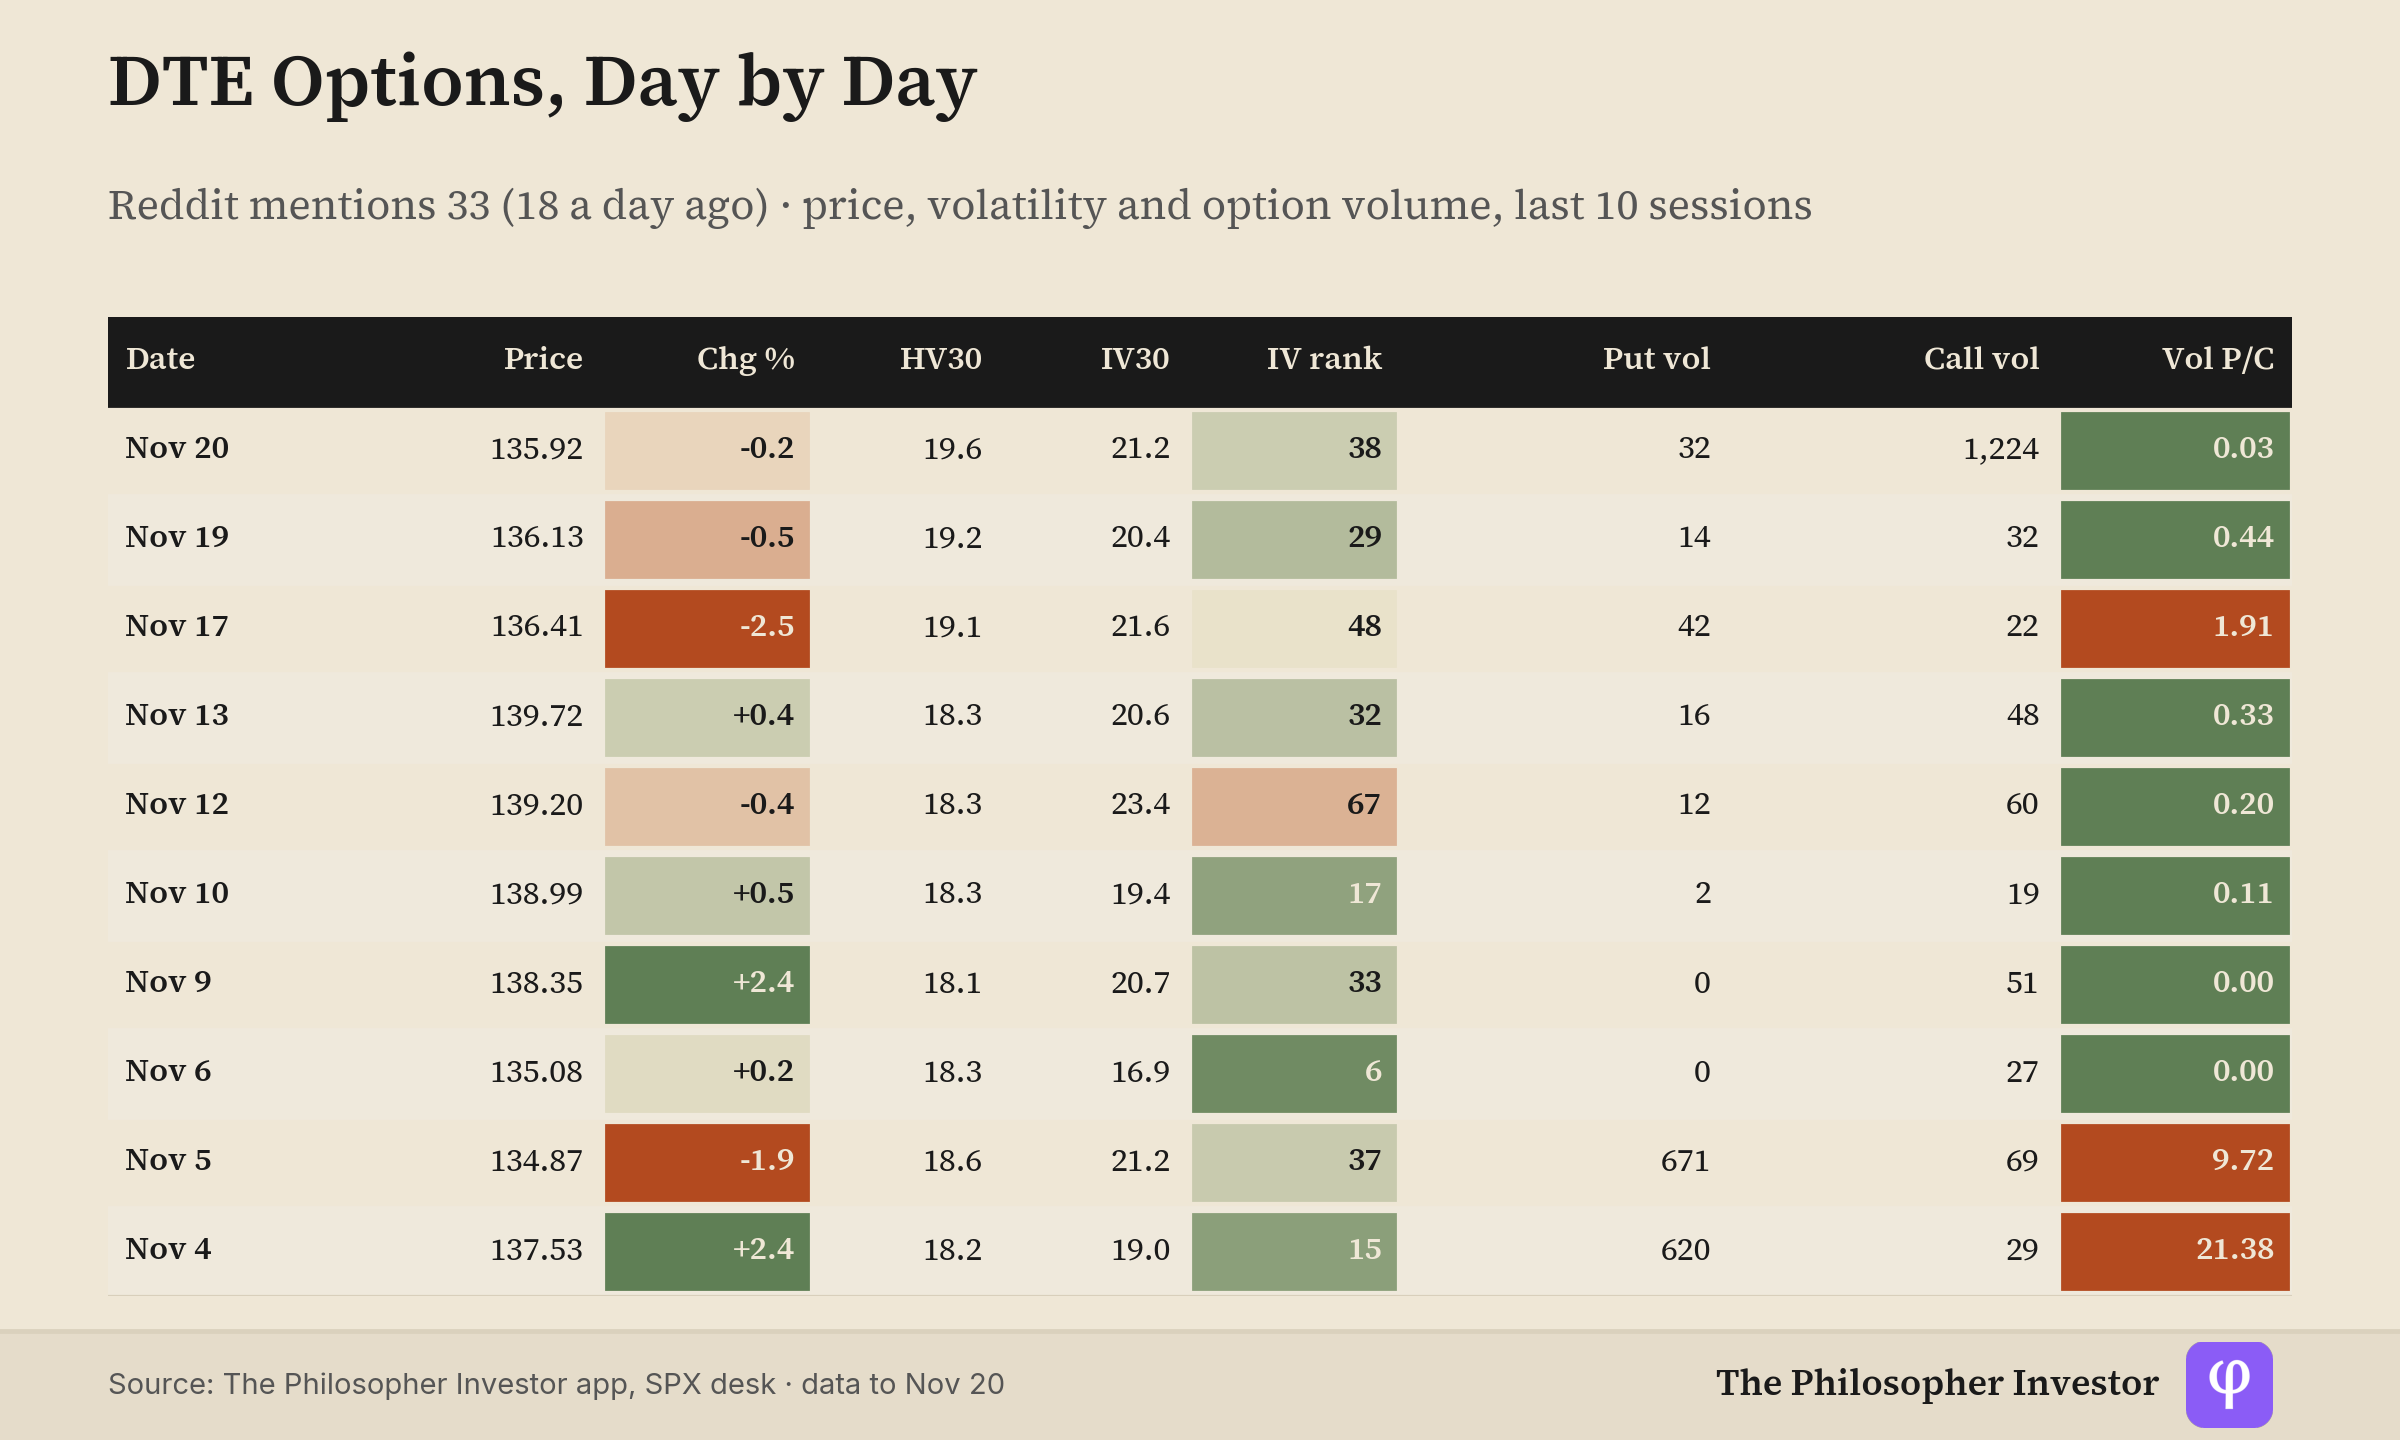 DTE Options, Day by Day
Reddit mentions 33 (18 a day ago) · price, volatility and option volume, last 10 sessions
Date Price Chg % HV30 IV30 IV rank Put vol Call vol Vol P/C
Nov 20 135.92 -0.2 19.6 21.2 38 32 1,224 0.03
Nov 19 136.13 -0.5 19.2 20.4 29 14 32 0.44
Nov 17 136.41 -2.5 19.1 21.6 48 42 22 1.91
Nov 13 139.72 +0.4 18.3 20.6 32 16 48 0.33
Nov 12 139.20 -0.4 18.3 23.4 67 12 60 0.20
Nov 10 138.99 +0.5 18.3 19.4 17 2 19 0.11
Nov 9 138.35 +2.4 18.1 20.7 33 0 51 0.00
Nov 6 135.08 +0.2 18.3 16.9 6 0 27 0.00
Nov 5 134.87 -1.9 18.6 21.2 37 671 69 9.72
Nov 4 137.53 +2.4 18.2 19.0 15 620 29 21.38
Source: The Philosopher Investor app, SPX desk · data to Nov 20
The Philosopher Investor φ